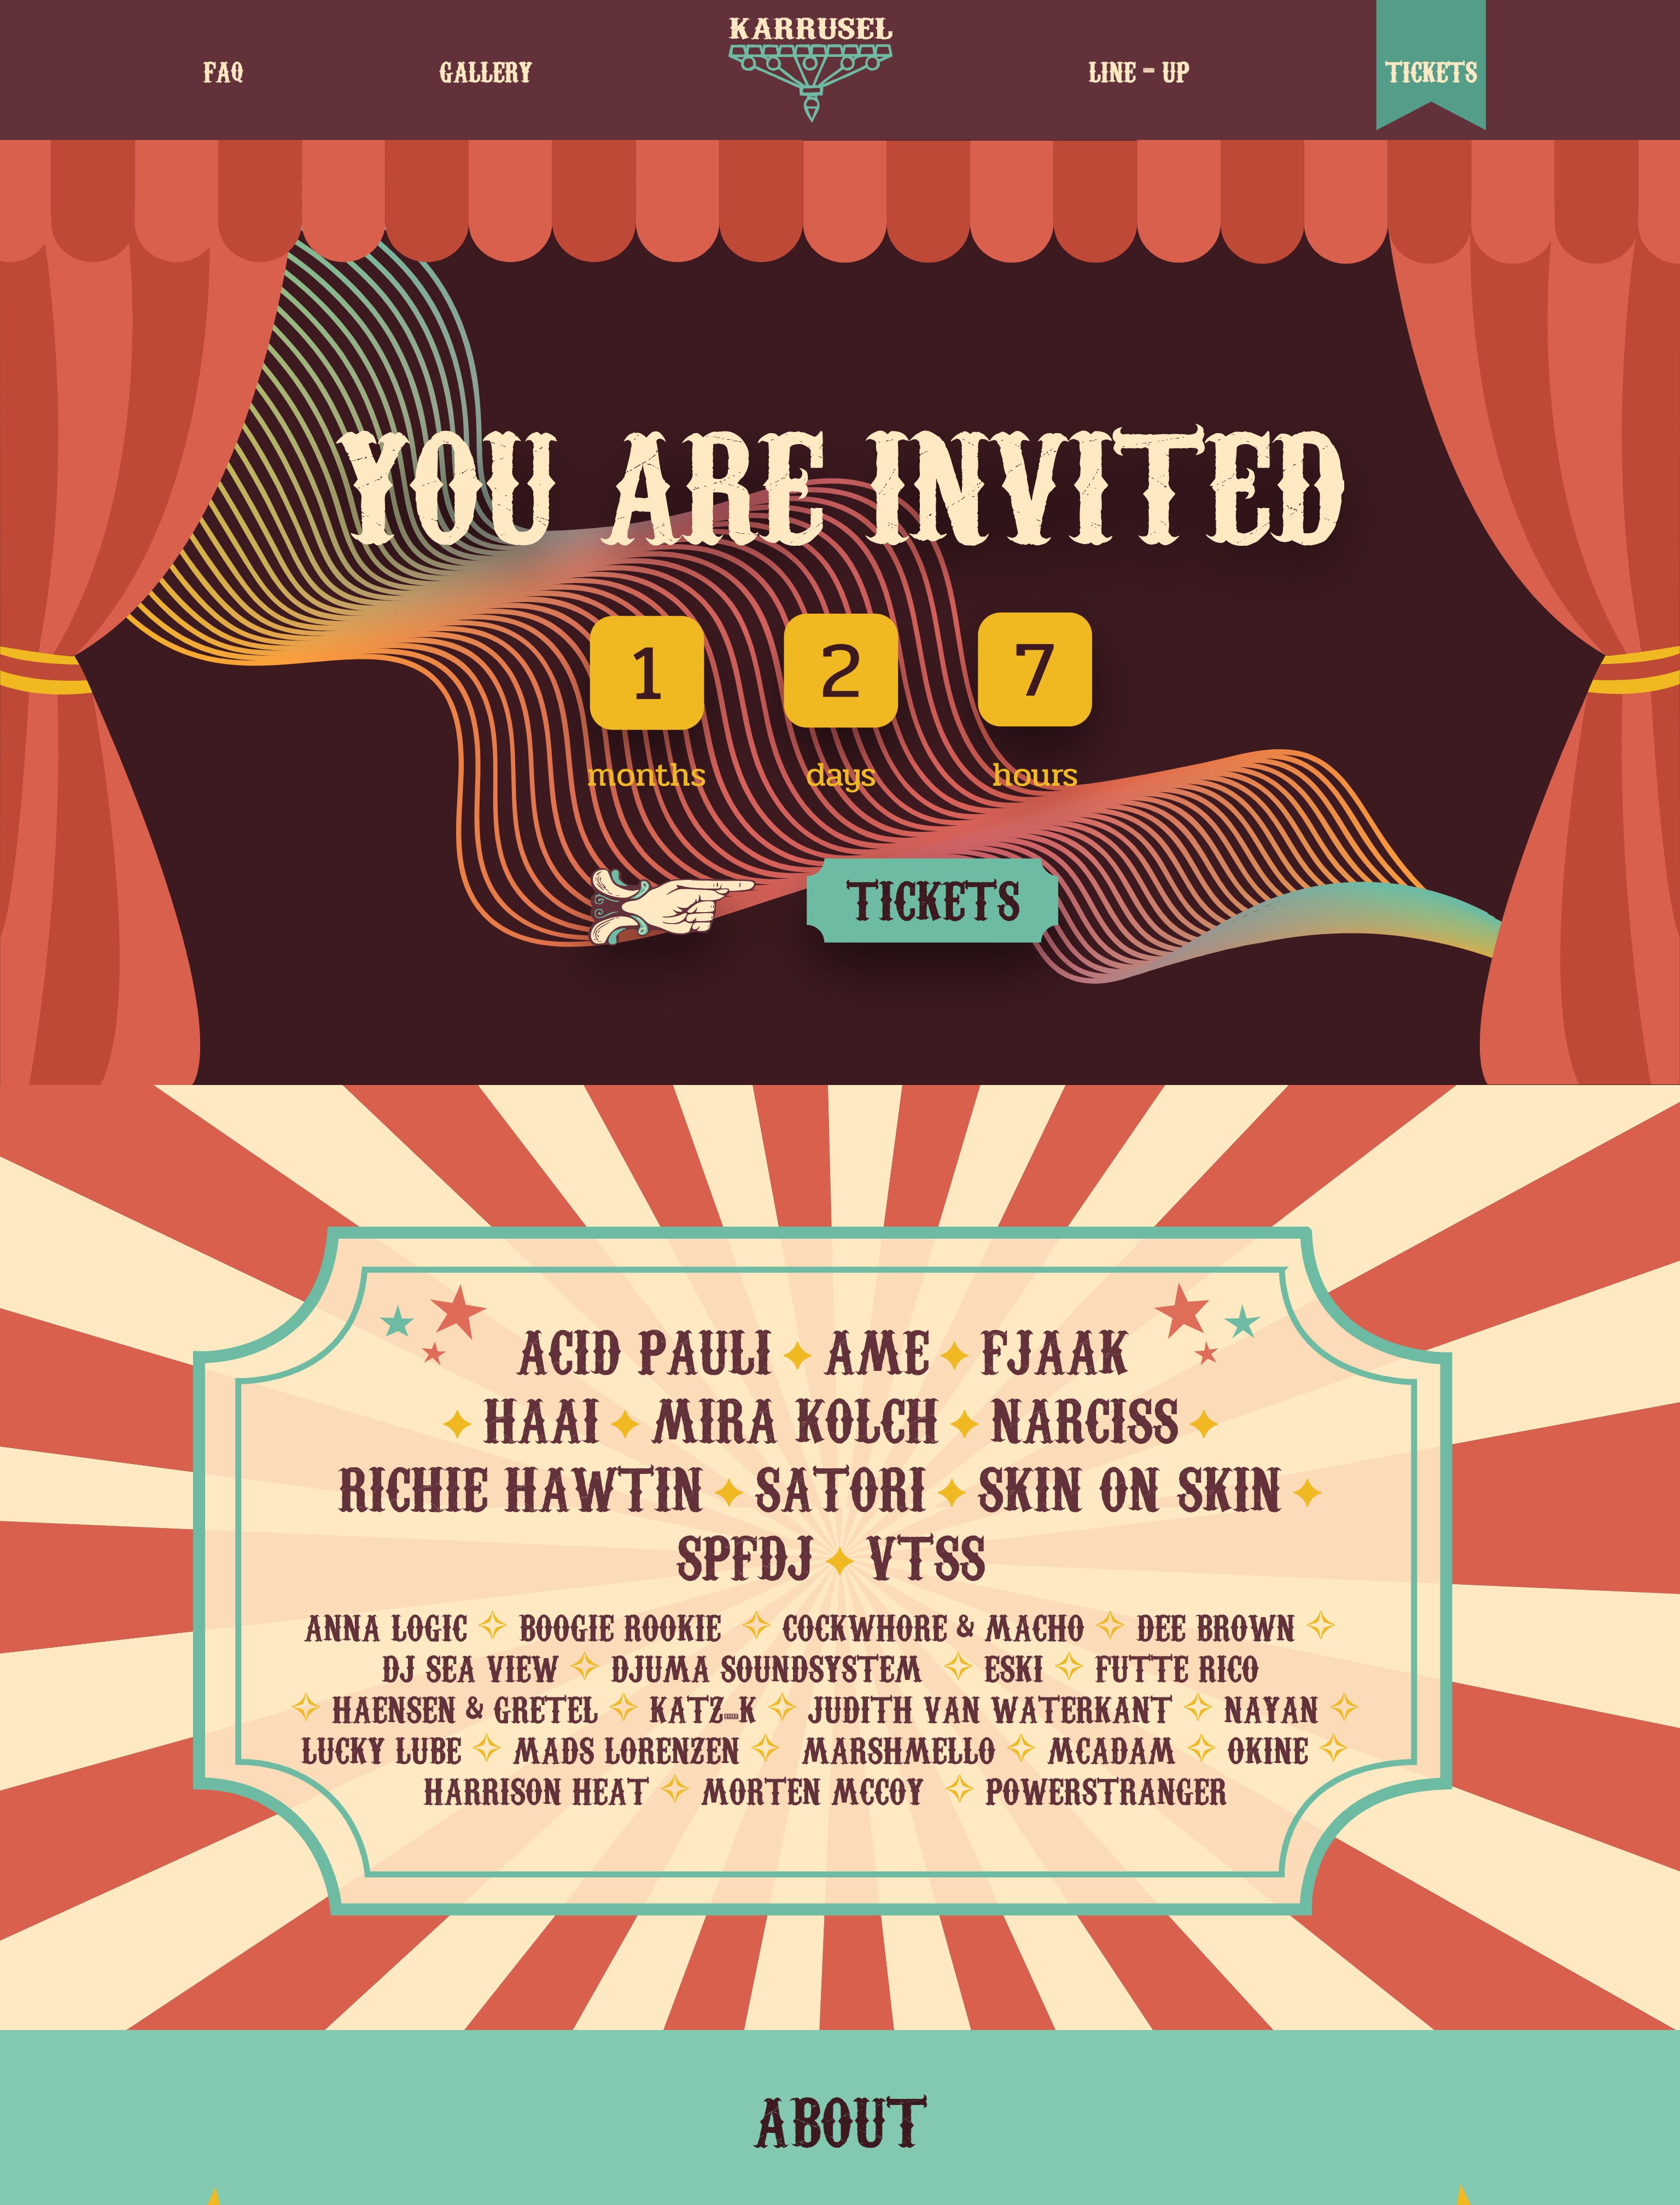 KARRUSEL
FAQ
GALLERY
LINE - UP
TICKETS
YOU ARE INVITED
1 2 7
months days hours
TICKETS
ACID PAULI ✦ AME ✦ FJAAK
✦ HAAI ✦ MIRA KOLCH ✦ NARCISS ✦
RICHIE HAWTIN ✦ SATORI ✦ SKIN ON SKIN ✦
SPFDJ ✦ VTSS
ANNA LOGIC ✧ BOOGIE ROOKIE ✧ COCKWHORE & MACHO ✧ DEE BROWN ✧
DJ SEA VIEW ✧ DJUMA SOUNDSYSTEM ✧ ESKI ✧ FUTTE RICO
✧ HAENSEN & GRETEL ✧ KATZ_K ✧ JUDITH VAN WATERKANT ✧ NAYAN ✧
LUCKY LUBE ✧ MADS LORENZEN ✧ MARSHMELLO ✧ MCADAM ✧ OKINE ✧
HARRISON HEAT ✧ MORTEN MCCOY ✧ POWERSTRANGER
ABOUT